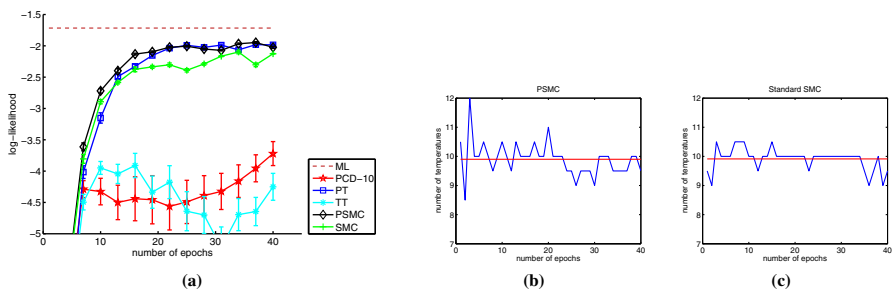 −1.5
−2
−2.5
−3
−3.5
−4
−4.5
−5
log−likelihood
0
10
20
30
40
number of epochs
ML
PCD−10
PT
TT
PSMC
SMC
(a)
PSMC
12
11
10
9
8
7
number of temperatures
0
10
20
30
40
number of epochs
(b)
Standard SMC
12
11
10
9
8
7
number of temperatures
0
10
20
30
40
number of epochs
(c)